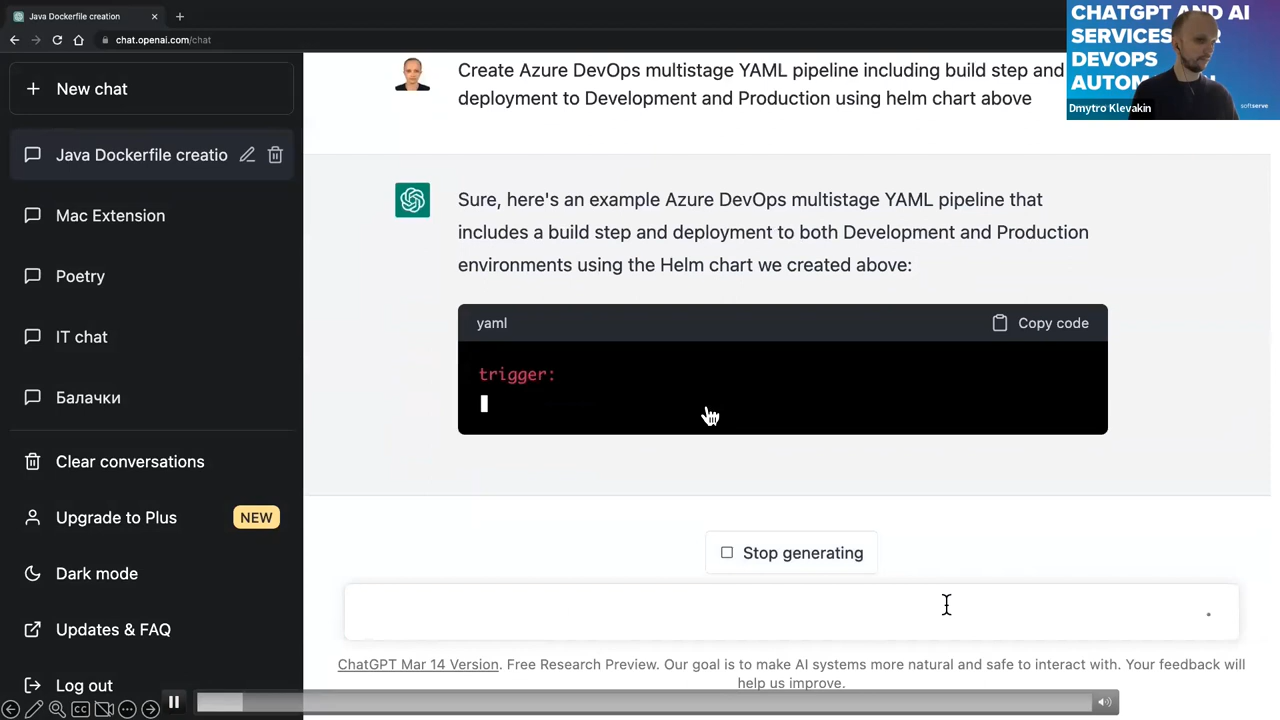 Java Dockerfile creation
chat.openai.com/chat
New chat
Java Dockerfile creatio
Mac Extension
Poetry
IT chat
Балачки
Clear conversations
Upgrade to Plus
NEW
Dark mode
Updates & FAQ
Log out
Create Azure DevOps multistage YAML pipeline including build step and
deployment to Development and Production using helm chart above
Sure, here's an example Azure DevOps multistage YAML pipeline that
includes a build step and deployment to both Development and Production
environments using the Helm chart we created above:
yaml
Copy code
trigger:
Stop generating
ChatGPT Mar 14 Version. Free Research Preview. Our goal is to make AI systems more natural and safe to interact with. Your feedback will
help us improve.
CHATGPT AND AI
SERVICES
DEVOPS
Dmytro Klevakin
softserve
CC